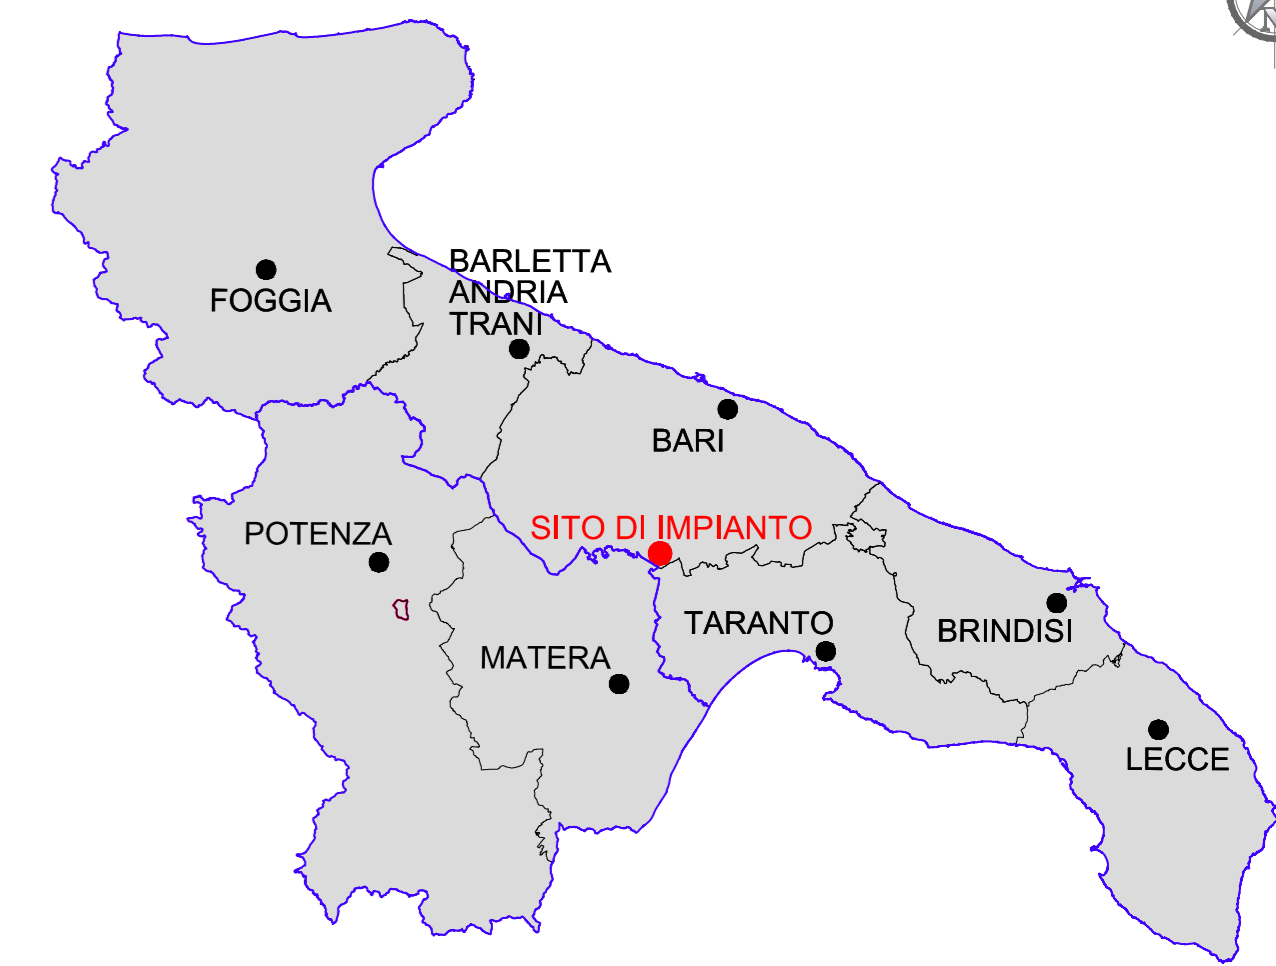 BARLETTA
ANDRIA
TRANI
FOGGIA
BARI
SITO DI IMPIANTO
POTENZA
TARANTO
BRINDISI
MATERA
LECCE